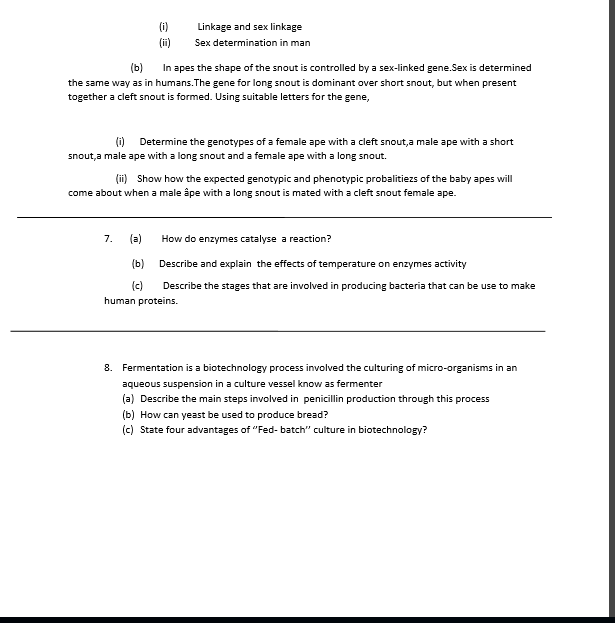 (i) Linkage and sex linkage
(ii) Sex determination in man
(b) In apes the shape of the snout is controlled by a sex-linked gene.Sex is determined
the same way as in humans.The gene for long snout is dominant over short snout, but when present
together a cleft snout is formed. Using suitable letters for the gene,
(i) Determine the genotypes of a female ape with a cleft snout,a male ape with a short
snout,a male ape with a long snout and a female ape with a long snout.
(ii) Show how the expected genotypic and phenotypic probalitiezs of the baby apes will
come about when a male âpe with a long snout is mated with a cleft snout female ape.
7. (a) How do enzymes catalyse a reaction?
(b) Describe and explain the effects of temperature on enzymes activity
(c) Describe the stages that are involved in producing bacteria that can be use to make
human proteins.
8. Fermentation is a biotechnology process involved the culturing of micro-organisms in an
aqueous suspension in a culture vessel know as fermenter
(a) Describe the main steps involved in penicillin production through this process
(b) How can yeast be used to produce bread?
(c) State four advantages of “Fed- batch” culture in biotechnology?